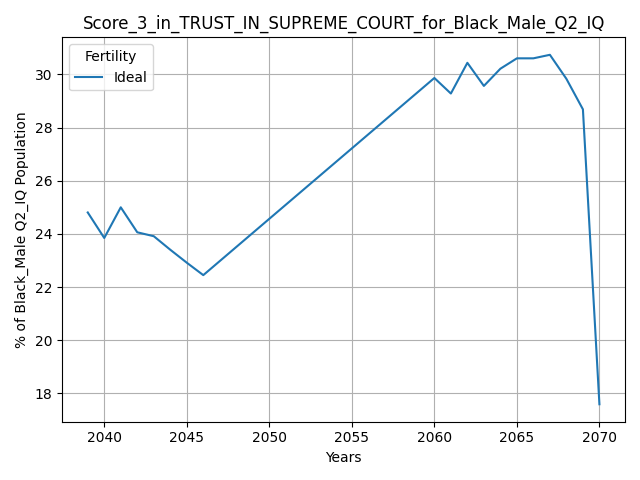 Score_3_in_TRUST_IN_SUPREME_COURT_for_Black_Male_Q2_IQ
Fertility
Ideal
% of Black_Male Q2_IQ Population
30
28
26
24
22
20
18
2040
2045
2050
2055
2060
2065
2070
Years